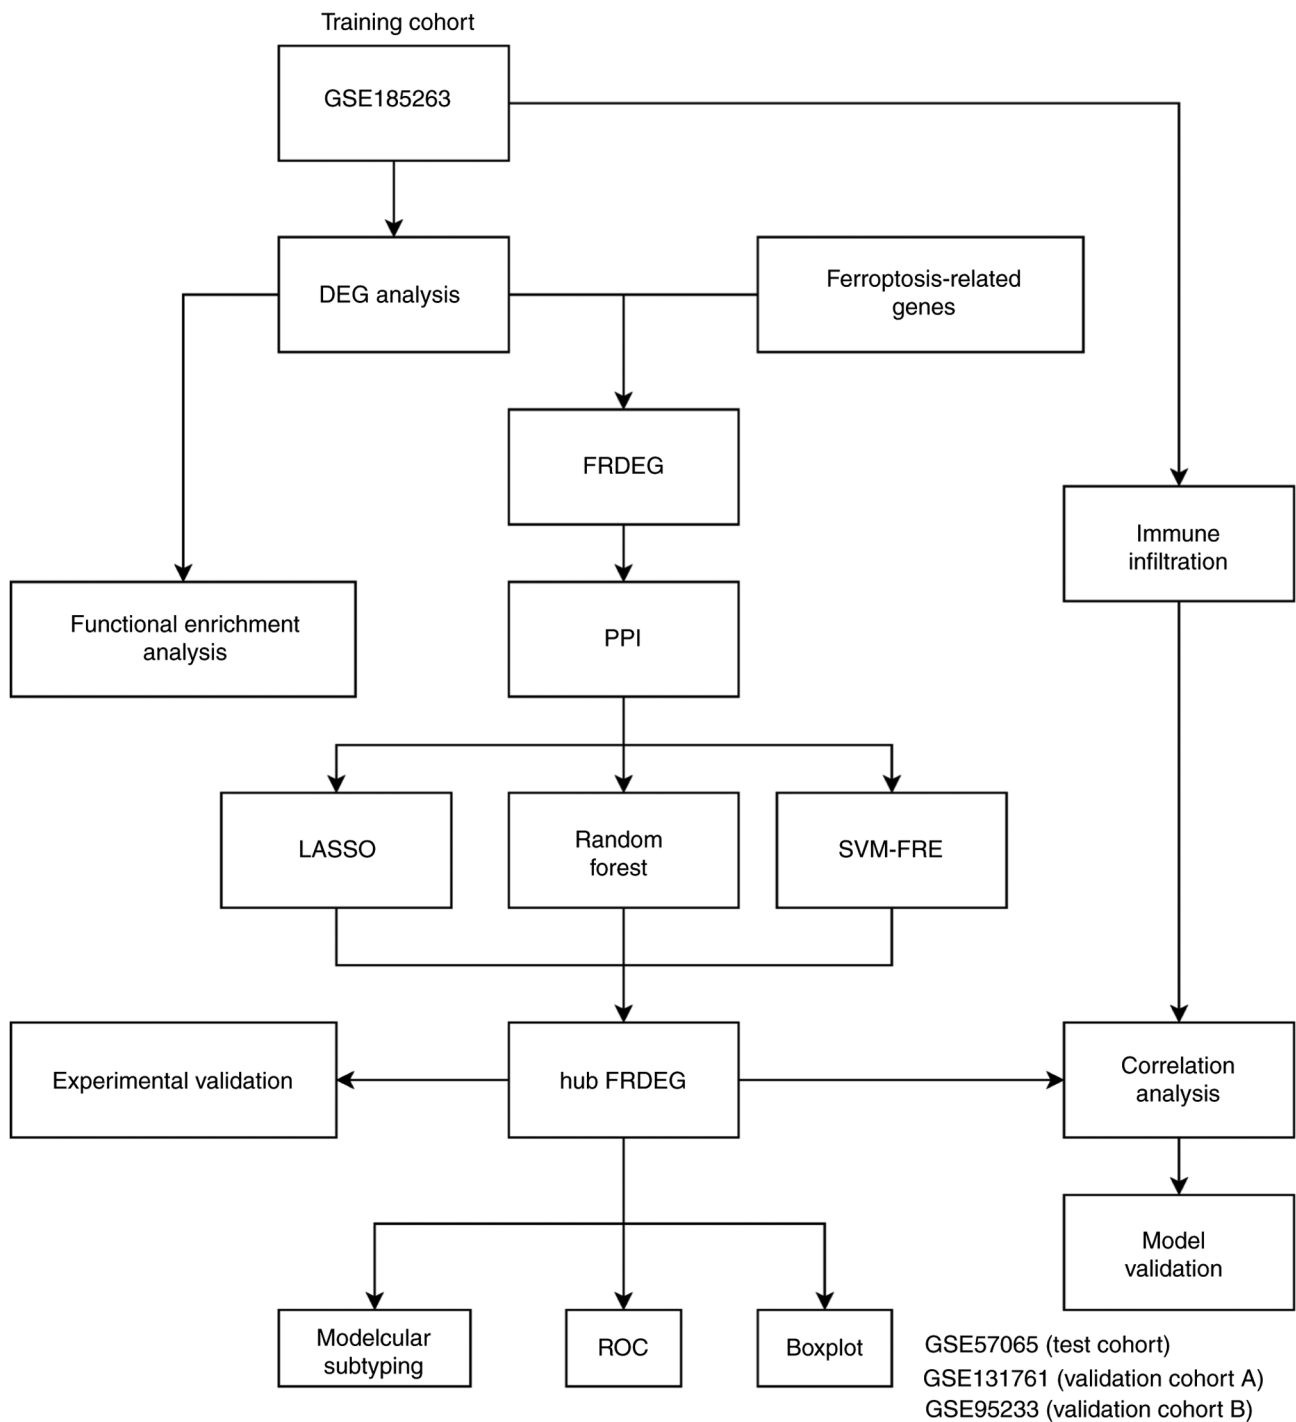 Training cohort
GSE185263
DEG analysis
Ferroptosis-related
genes
FRDEG
Immune
infiltration
Functional enrichment
analysis
PPI
LASSO
Random
forest
SVM-FRE
Experimental validation
hub FRDEG
Correlation
analysis
Model
validation
Modelcular
subtyping
ROC
Boxplot
GSE57065 (test cohort)
GSE131761 (validation cohort A)
GSE95233 (validation cohort B)